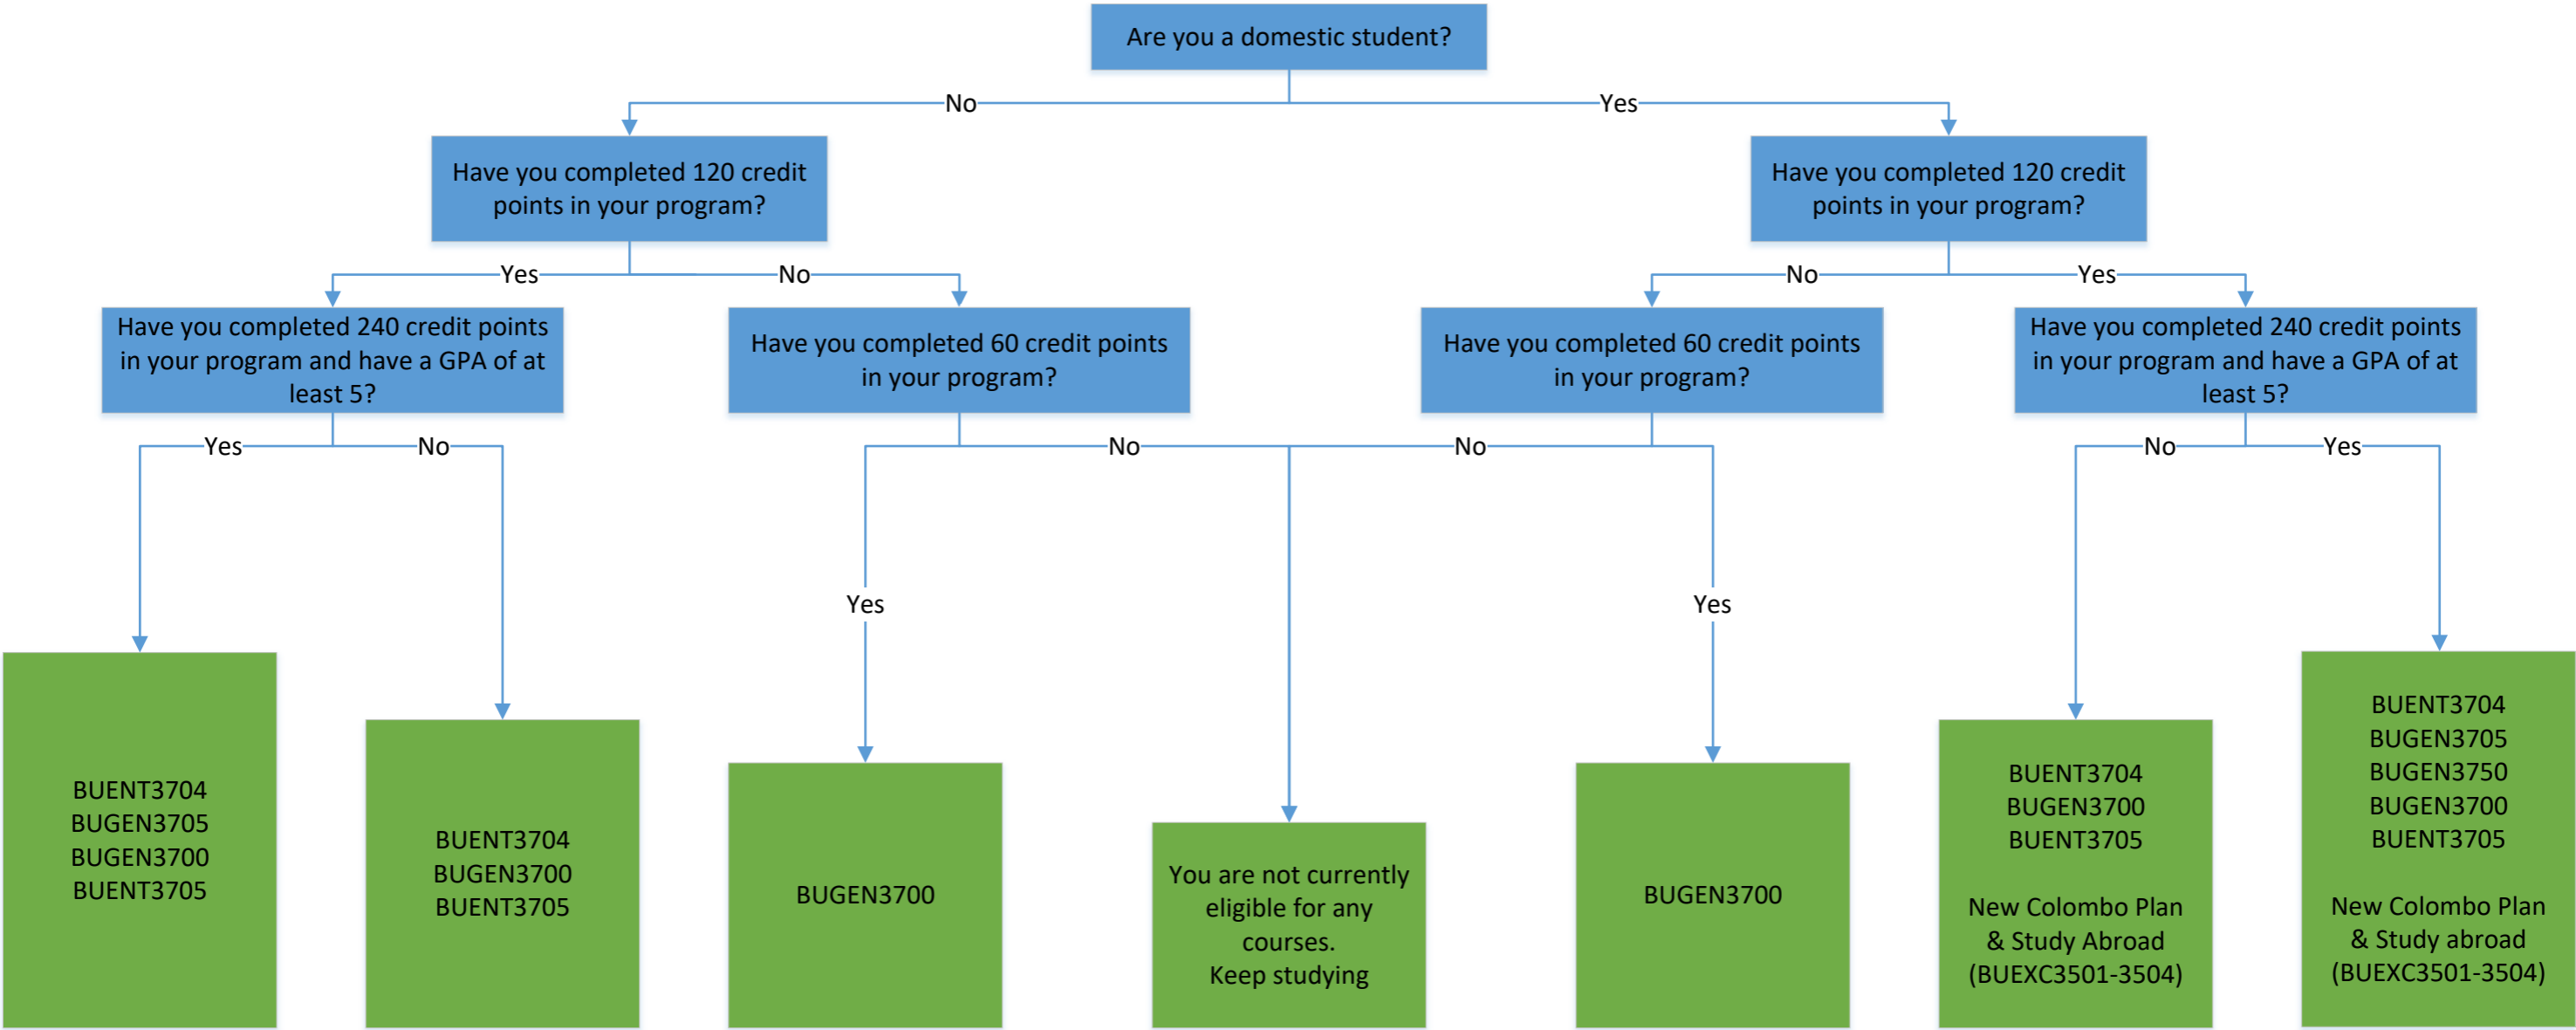 Are you a domestic student?
No
Yes
Have you completed 120 credit
points in your program?
Have you completed 120 credit
points in your program?
Yes
No
No
Yes
Have you completed 240 credit points
in your program and have a GPA of at
least 5?
Have you completed 60 credit points
in your program?
Have you completed 60 credit points
in your program?
Have you completed 240 credit points
in your program and have a GPA of at
least 5?
Yes
No
No
No
No
Yes
Yes
Yes
BUENT3704
BUGEN3705
BUGEN3700
BUENT3705
BUENT3704
BUGEN3700
BUENT3705
BUGEN3700
You are not currently
eligible for any
courses.
Keep studying
BUGEN3700
BUENT3704
BUGEN3700
BUENT3705
New Colombo Plan
& Study Abroad
(BUEXC3501-3504)
BUENT3704
BUGEN3705
BUGEN3750
BUGEN3700
BUENT3705
New Colombo Plan
& Study abroad
(BUEXC3501-3504)